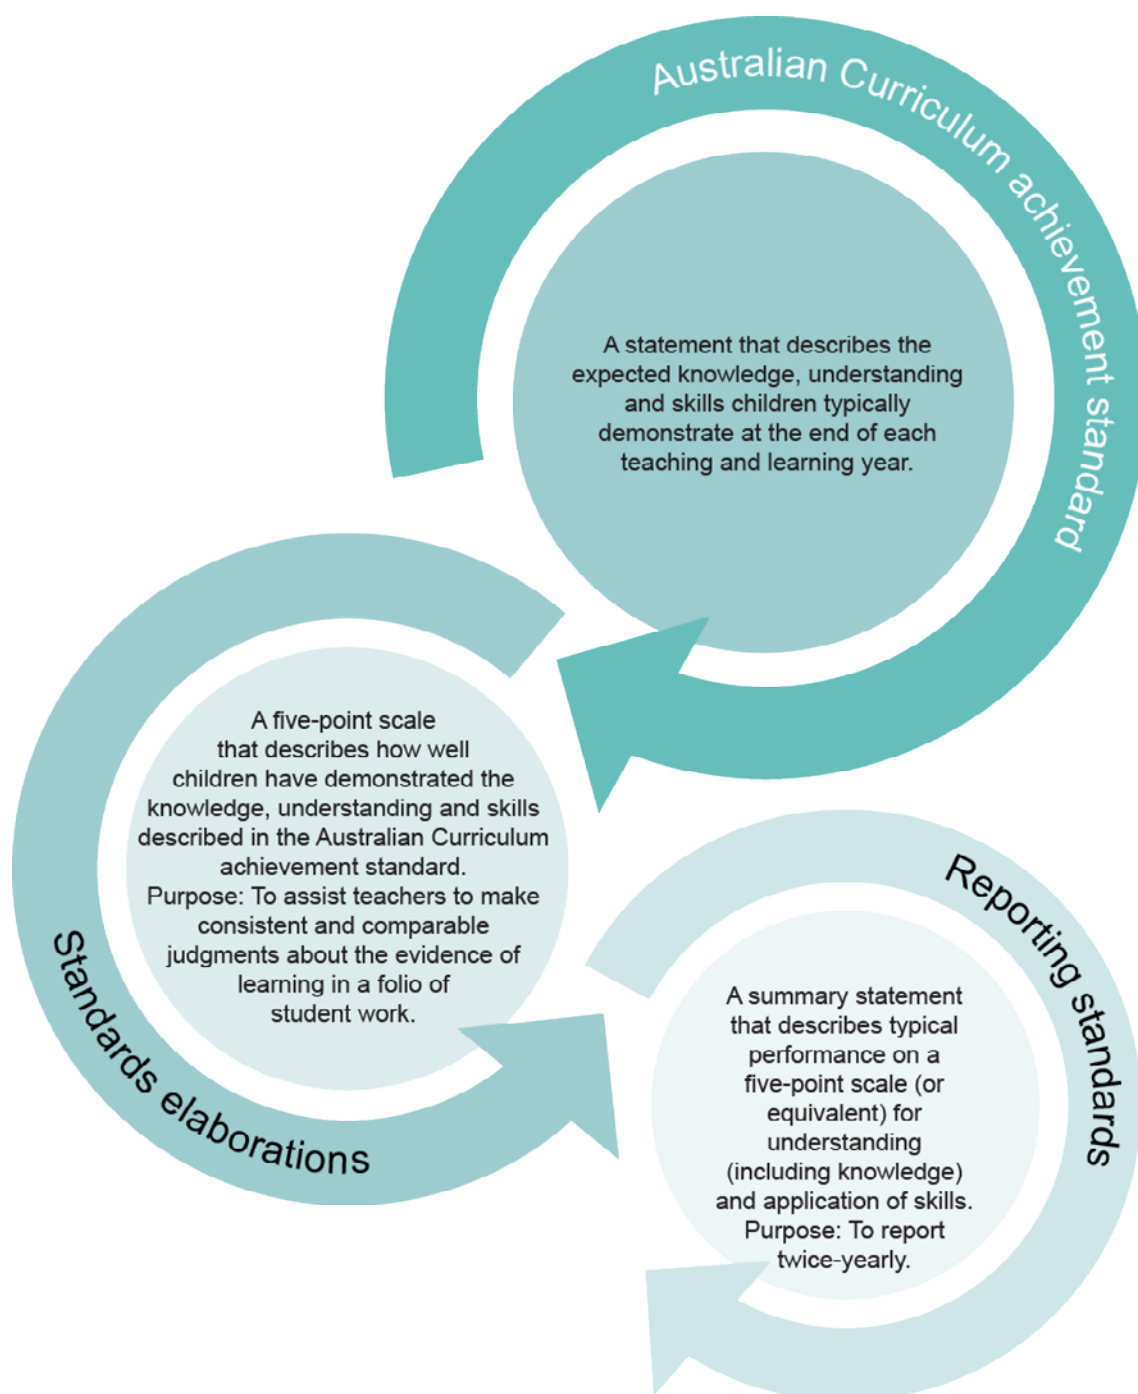 Australian Curriculum achievement standard
A statement that describes the
expected knowledge, understanding
and skills children typically
demonstrate at the end of each
teaching and learning year.
Standards elaborations
A five-point scale
that describes how well
children have demonstrated the
knowledge, understanding and skills
described in the Australian Curriculum
achievement standard.
Purpose: To assist teachers to make
consistent and comparable
judgments about the evidence of
learning in a folio of
student work.
Reporting standards
A summary statement
that describes typical
performance on a
five-point scale (or
equivalent) for
understanding
(including knowledge)
and application of skills.
Purpose: To report
twice-yearly.